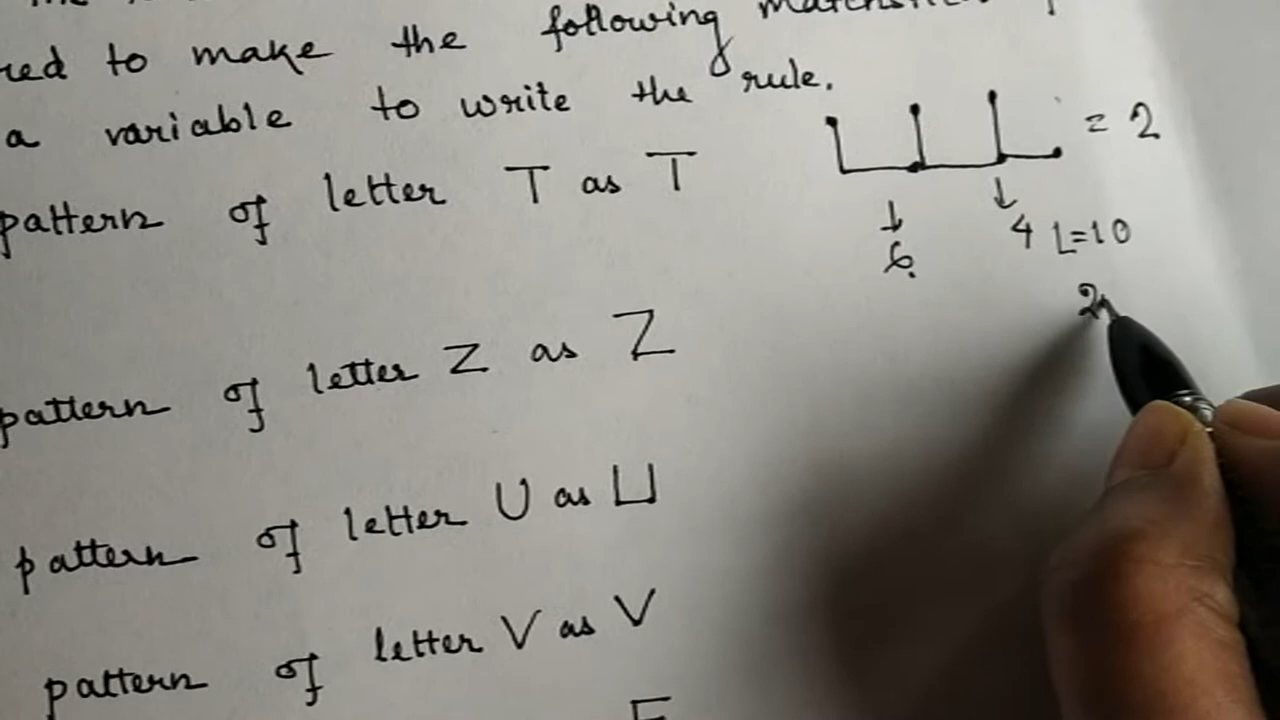 red to make the following
a variable to write the rule.
= 2
pattern of letter T as T
4 L=10
6.
2
pattern of letter Z as Z
pattern of letter U as U
pattern of letter V as V
E